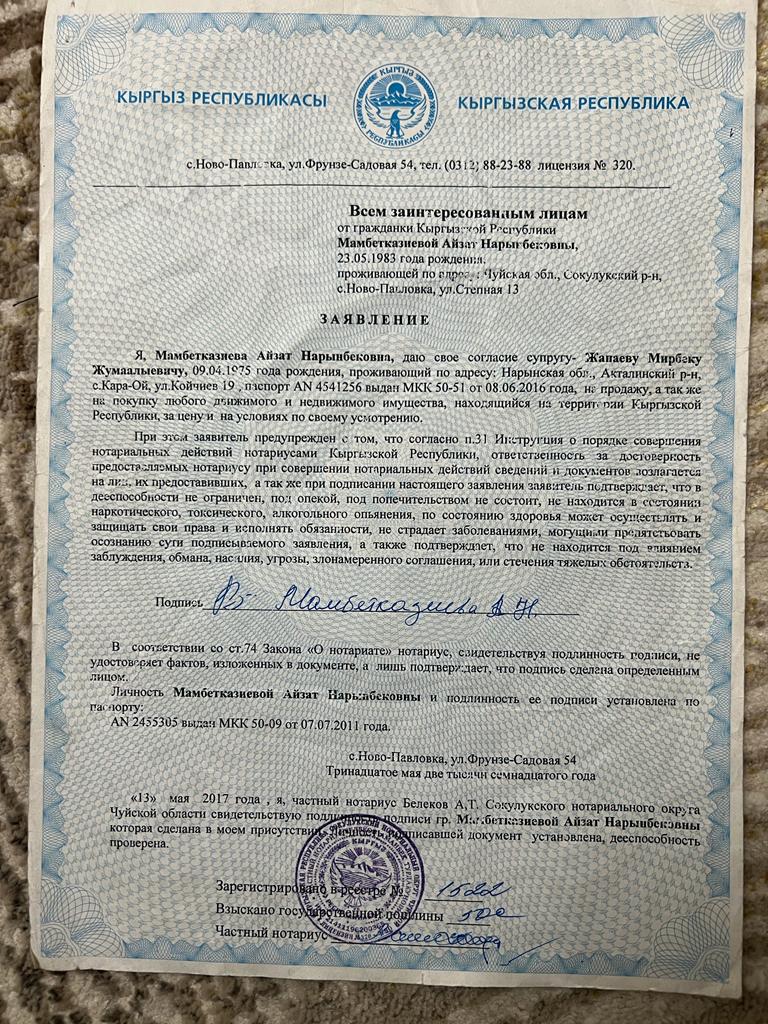 КЫРГЫЗ РЕСПУБЛИКАСЫ
КЫРГЫЗ
РЕСПУБЛИКАСЫ
КЫРГЫЗСКАЯ РЕСПУБЛИКА
с.Ново-Павловка, ул.Фрунзе-Садовая 54, тел. (0312) 88-23-88 лицензия № 320.
Всем заинтересованным лицам
от гражданки Кыргызской Республики
Мамбетказиевой Айзат Нарынбековны,
23.05.1983 года рождения,
проживающей по адресу: Чуйская обл., Сокулукский р-н,
с.Ново-Павловка, ул.Степная 13
ЗАЯВЛЕНИЕ
Я, Мамбетказиева Айзат Нарынбековна, даю свое согласие супругу- Жапаеву Мирбеку
Жумаалыевичу, 09.04.1975 года рождения, проживающий по адресу: Нарынская обл., Акталинский р-н,
с.Кара-Ой, ул.Койчиев 19 , паспорт AN 4541256 выдан МКК 50-51 от 08.06.2016 года, на продажу, а так же
на покупку любого движимого и недвижимого имущества, находящийся на территории Кыргызской
Республики, за цену и на условиях по своему усмотрению.
При этом заявитель предупрежден о том, что согласно п.31 Инструкция о порядке совершения
нотариальных действий нотариусами Кыргызской Республики, ответственность за достоверность
предоставляемых нотариусу при совершении нотариальных действий сведений и документов возлагается
на лиц, их предоставивших, а так же при подписании настоящего заявления заявитель подтверждает, что в
дееспособности не ограничен, под опекой, под попечительством не состоит, не находится в состоянии
наркотического, токсического, алкогольного опьянения, по состоянию здоровья может осуществлять и
защищать свои права и исполнять обязанности, не страдает заболеваниями, могущими препятствовать
осознанию сути подписываемого заявления, а также подтверждает, что не находится под влиянием
заблуждения, обмана, насилия, угрозы, злонамеренного соглашения, или стечения тяжелых обстоятельств.
Подпись Мамбетказиева А Н.
В соответствии со ст.74 Закона «О нотариате» нотариус, свидетельствуя подлинность подписи, не
удостоверяет фактов, изложенных в документе, а лишь подтверждает, что подпись сделана определенным
лицом.
Личность Мамбетказиевой Айзат Нарынбековны и подлинность ее подписи установлена по
паспорту:
AN 2455305 выдан МКК 50-09 от 07.07.2011 года.
с.Ново-Павловка, ул.Фрунзе-Садовая 54
Тринадцатое мая две тысячи семнадцатого года
«13» мая 2017 года , я, частный нотариус Белеков А.Т. Сокулукского нотариального округа
Чуйской области свидетельствую подлинность подписи гр. Мамбетказиевой Айзат Нарынбековны
которая сделана в моем присутствии. Личность подписавшей документ установлена, дееспособность
проверена.
Зарегистрировано в реестре № 1522
Взыскано государственной пошлины 500
Частный нотариус